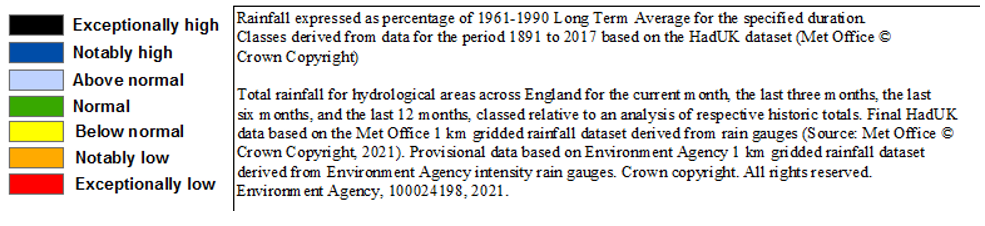 Exceptionally high
Notably high
Above normal
Normal
Below normal
Notably low
Exceptionally low
Rainfall expressed as percentage of 1961-1990 Long Term Average for the specified duration.
Classes derived from data for the period 1891 to 2017 based on the HadUK dataset (Met Office ©
Crown Copyright)
Total rainfall for hydrological areas across England for the current month, the last three months, the last
six months, and the last 12 months, classed relative to an analysis of respective historic totals. Final HadUK
data based on the Met Office 1 km gridded rainfall dataset derived from rain gauges (Source: Met Office ©
Crown Copyright, 2021). Provisional data based on Environment Agency 1 km gridded rainfall dataset
derived from Environment Agency intensity rain gauges. Crown copyright. All rights reserved.
Environment Agency, 100024198, 2021.